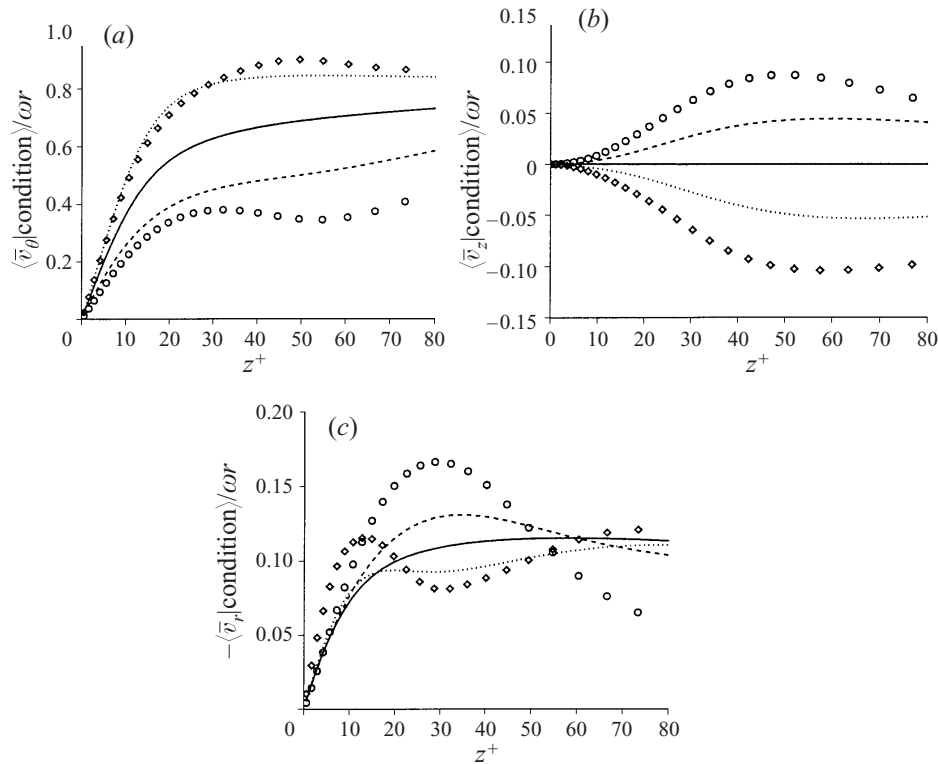 (a)
1.0
0.8
0.6
0.4
0.2
0 10 20 30 40 50 60 70 80
z⁺
⟨v̄_θ|condition⟩/ωr
(b)
0.15
0.10
0.05
0
−0.05
−0.10
−0.15
0 10 20 30 40 50 60 70 80
z⁺
⟨v̄_z|condition⟩/ωr
(c)
0.20
0.15
0.10
0.05
0 10 20 30 40 50 60 70 80
z⁺
−⟨v̄_r|condition⟩/ωr